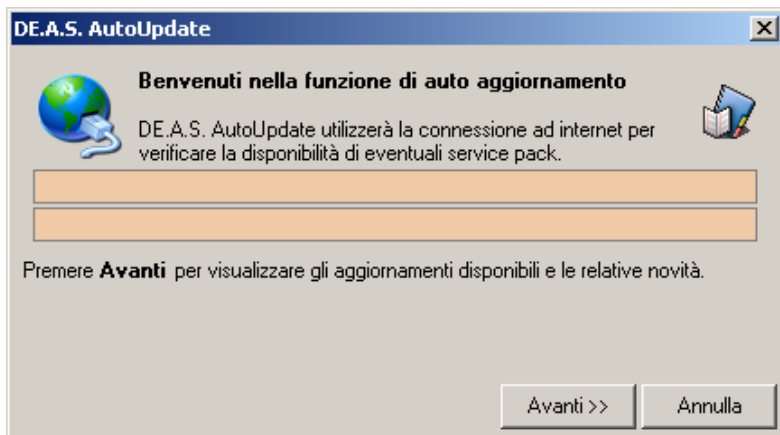 DE.A.S. AutoUpdate
Benvenuti nella funzione di auto aggiornamento
DE.A.S. AutoUpdate utilizzerà la connessione ad internet per
verificare la disponibilità di eventuali service pack.
Premere Avanti per visualizzare gli aggiornamenti disponibili e le relative novità.
Avanti >>
Annulla